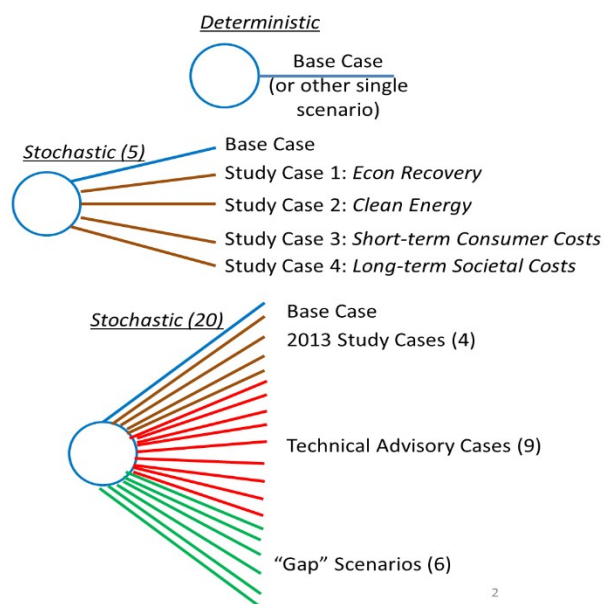 Deterministic
Base Case
(or other single
scenario)
Stochastic (5)
Base Case
Study Case 1: Econ Recovery
Study Case 2: Clean Energy
Study Case 3: Short-term Consumer Costs
Study Case 4: Long-term Societal Costs
Stochastic (20)
Base Case
2013 Study Cases (4)
Technical Advisory Cases (9)
“Gap” Scenarios (6)
2